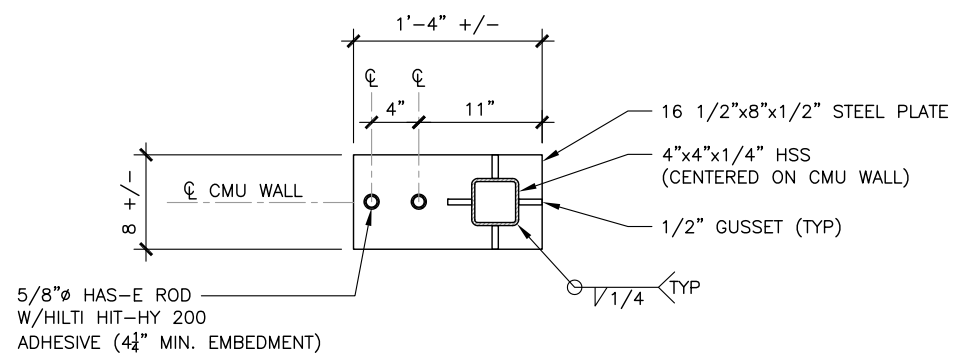 1'-4" +/-
℄ ℄
4" 11"
16 1/2"x8"x1/2" STEEL PLATE
4"x4"x1/4" HSS
(CENTERED ON CMU WALL)
8 +/-
℄ CMU WALL
1/2" GUSSET (TYP)
5/8"ø HAS-E ROD
W/HILTI HIT-HY 200
ADHESIVE (4¼" MIN. EMBEDMENT)
1/4 TYP